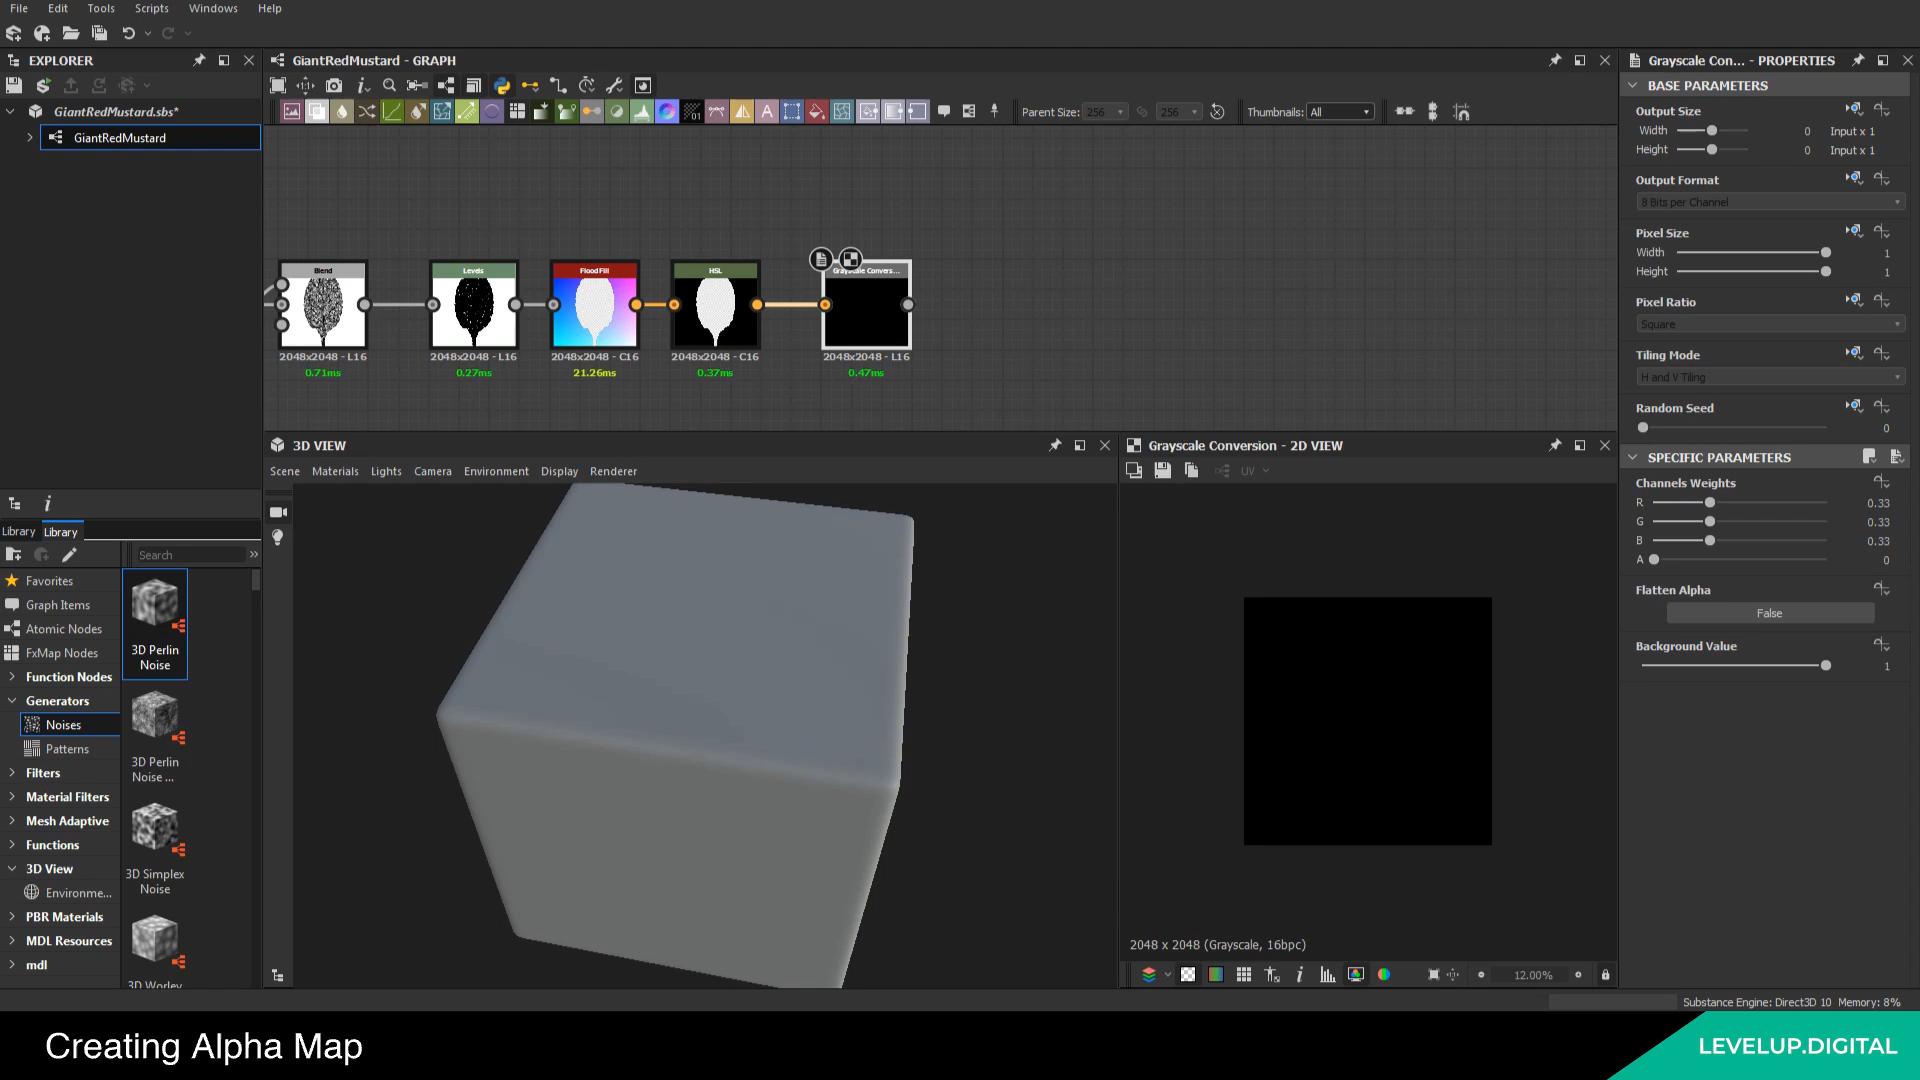 File Edit Tools Scripts Windows Help
EXPLORER
GiantRedMustard.sbs*
GiantRedMustard
GiantRedMustard - GRAPH
Parent Size: 256 256 Thumbnails: All
Blend
2048x2048 - L16
0.71ms
Levels
2048x2048 - L16
0.27ms
Flood Fill
2048x2048 - C16
21.26ms
HSL
2048x2048 - C16
0.37ms
Grayscale Convers...
2048x2048 - L16
0.47ms
Library Library
Search
Favorites
Graph Items
Atomic Nodes
FxMap Nodes
Function Nodes
Generators
Noises
Patterns
Filters
Material Filters
Mesh Adaptive
Functions
3D View
Environme...
PBR Materials
MDL Resources
mdl
3D Perlin
Noise
3D Perlin
Noise ...
3D Simplex
Noise
3D Worley
3D VIEW
Scene Materials Lights Camera Environment Display Renderer
Grayscale Conversion - 2D VIEW
UV
2048 x 2048 (Grayscale, 16bpc)
12.00%
Grayscale Con... - PROPERTIES
BASE PARAMETERS
Output Size
Width 0 Input x 1
Height 0 Input x 1
Output Format
8 Bits per Channel
Pixel Size
Width 1
Height 1
Pixel Ratio
Square
Tiling Mode
H and V Tiling
Random Seed
0
SPECIFIC PARAMETERS
Channels Weights
R 0.33
G 0.33
B 0.33
A 0
Flatten Alpha
False
Background Value
1
Substance Engine: Direct3D 10 Memory: 8%
Creating Alpha Map
LEVELUP.DIGITAL